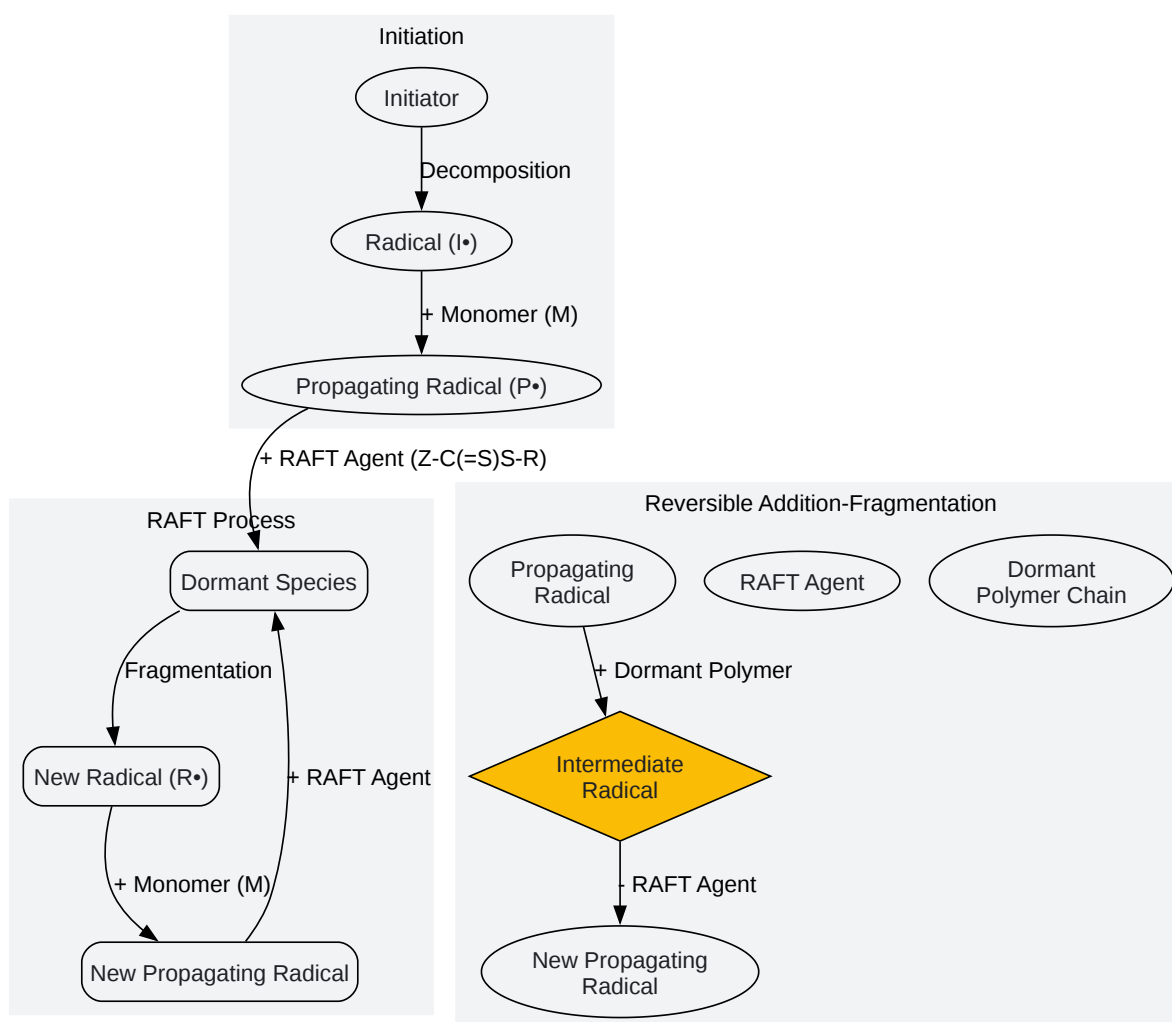 Initiation
Initiator
Decomposition
Radical (I•)
+ Monomer (M)
Propagating Radical (P•)
+ RAFT Agent (Z-C(=S)S-R)
RAFT Process
Dormant Species
Fragmentation
New Radical (R•)
+ RAFT Agent
+ Monomer (M)
New Propagating Radical
Reversible Addition-Fragmentation
Propagating
Radical
RAFT Agent
Dormant
Polymer Chain
+ Dormant Polymer
Intermediate
Radical
- RAFT Agent
New Propagating
Radical